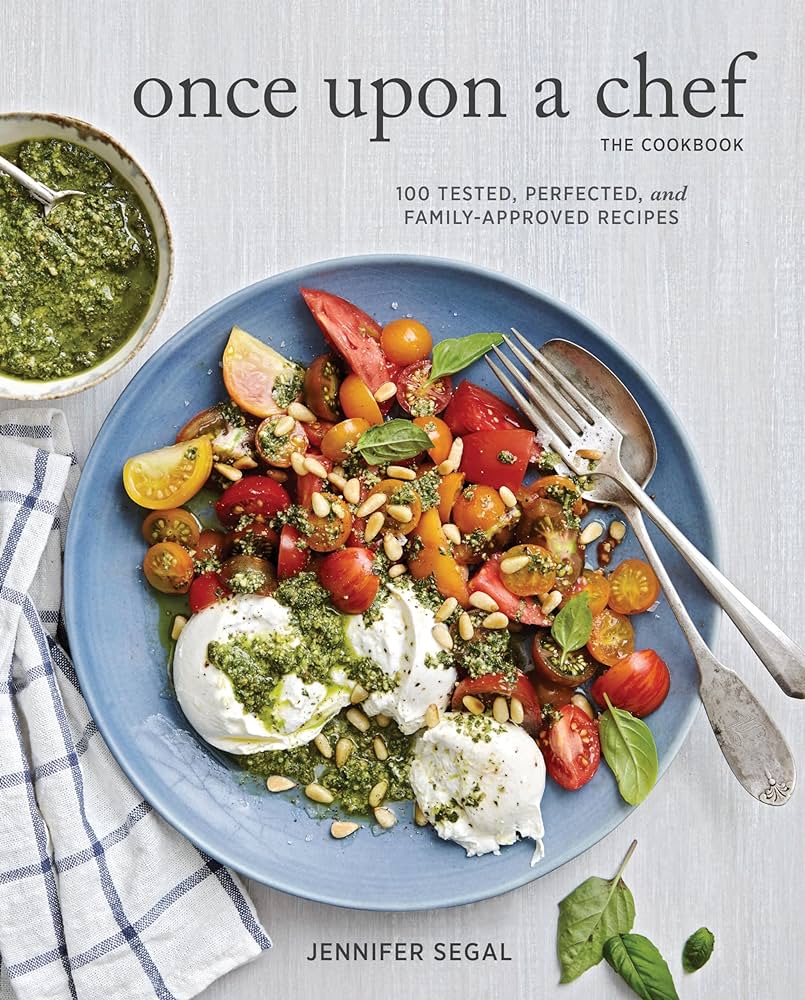 once upon a chef
THE COOKBOOK
100 TESTED, PERFECTED, and
FAMILY-APPROVED RECIPES
JENNIFER SEGAL